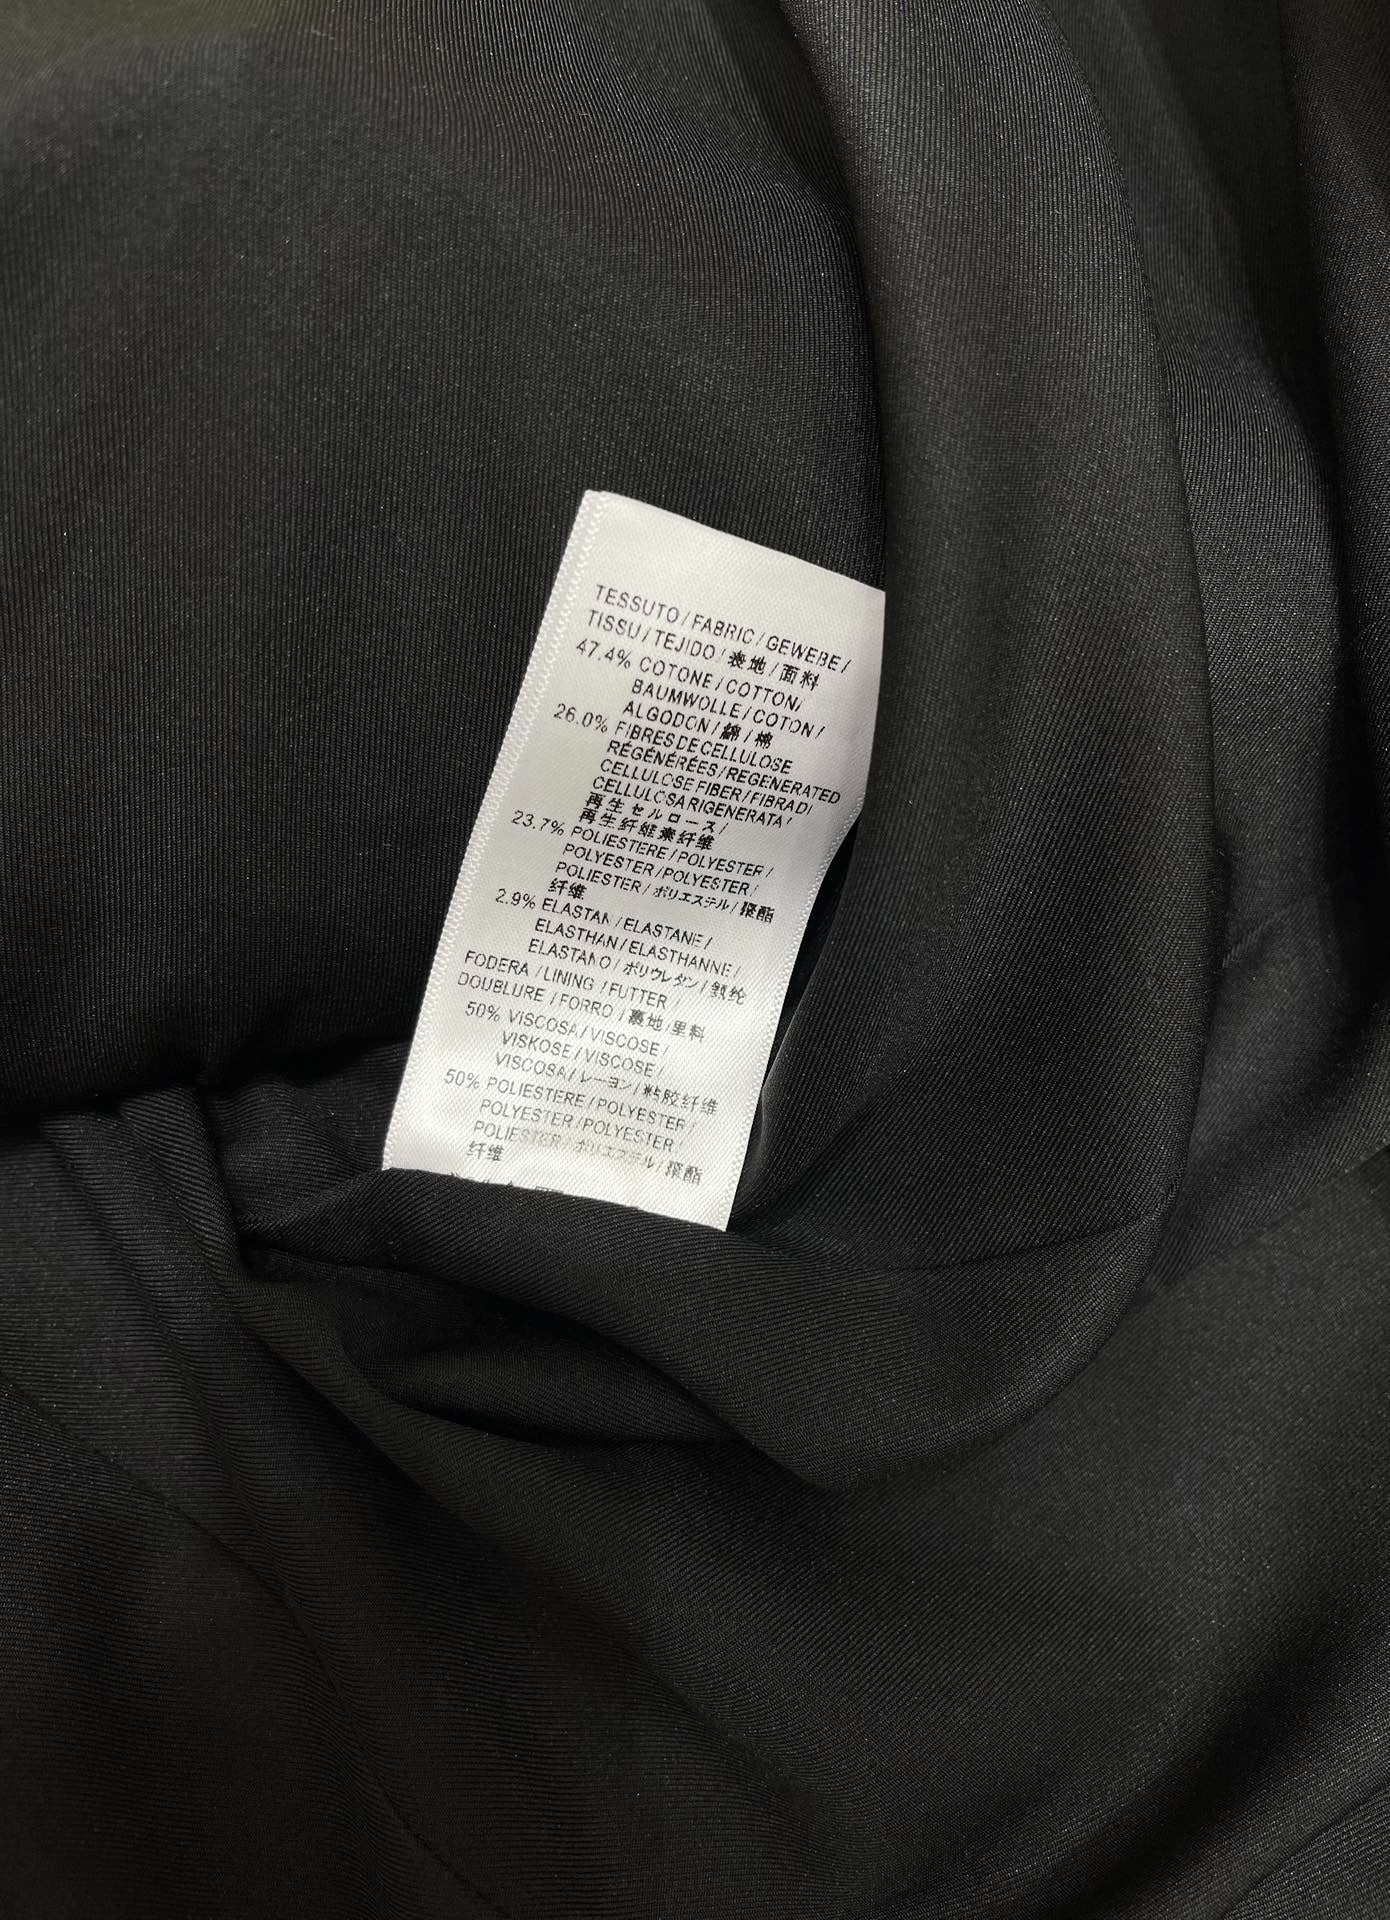 TESSUTO/FABRIC/GEWEBE/
TISSU/TEJIDO/表地/面料
47.4% COTONE/COTTON/
BAUMWOLLE/COTON/
ALGODON/綿/棉
26.0% FIBRES DE CELLULOSE
RÉGÉNÉRÉES/REGENERATED
CELLULOSE FIBER/FIBRA DI
CELLULOSA RIGENERATA/
再生セルロース/
再生纤维素纤维
23.7% POLIESTERE/POLYESTER/
POLYESTER/POLYESTER/
POLIESTER/ポリエステル/聚酯
纤维
2.9% ELASTAN/ELASTANE/
ELASTHAN/ELASTHANNE/
ELASTANO/ポリウレタン/氨纶
FODERA/LINING/FUTTER/
DOUBLURE/FORRO/裏地/里料
50% VISCOSA/VISCOSE/
VISKOSE/VISCOSE/
VISCOSA/レーヨン/粘胶纤维
50% POLIESTERE/POLYESTER/
POLYESTER/POLYESTER/
POLIESTER/ポリエステル/聚酯
纤维